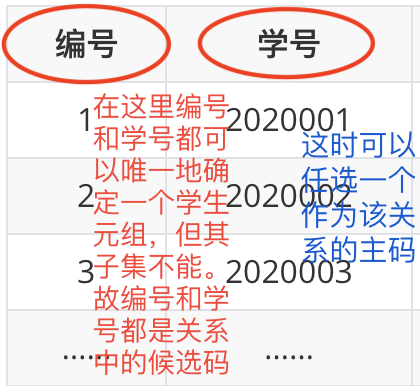 编号 学号
1 2020001
2 2020002
3 2020003
…… ……
在这里编号
和学号都可
以唯一地确
定一个学生
元组，但其
子集不能。
故编号和学
号都是关系
中的候选码
这时可以
任选一个
作为该关
系的主码